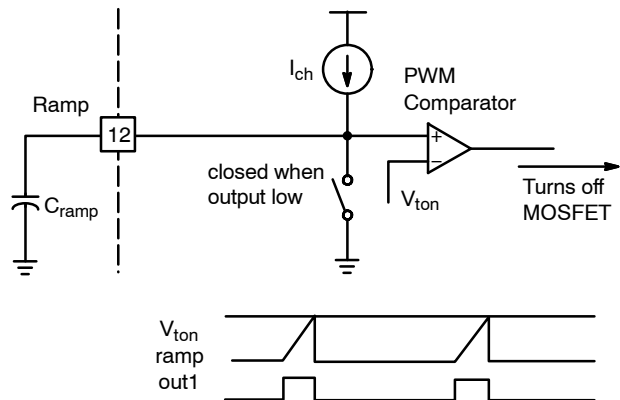 I_ch
PWM
Comparator
Ramp
12
+
−
closed when
output low
C_ramp
V_ton
Turns off
MOSFET
V_ton
ramp
out1